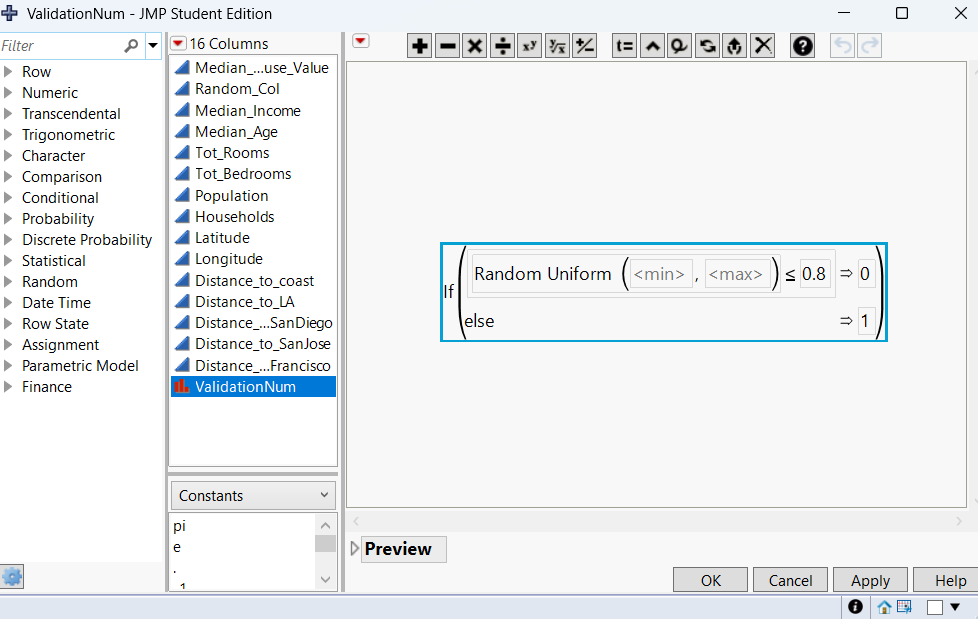 ValidationNum - JMP Student Edition
Filter
Row
Numeric
Transcendental
Trigonometric
Character
Comparison
Conditional
Probability
Discrete Probability
Statistical
Random
Date Time
Row State
Assignment
Parametric Model
Finance
16 Columns
Median_...use_Value
Random_Col
Median_Income
Median_Age
Tot_Rooms
Tot_Bedrooms
Population
Households
Latitude
Longitude
Distance_to_coast
Distance_to_LA
Distance_...SanDiego
Distance_to_SanJose
Distance_...Francisco
ValidationNum
Constants
pi
e
.
1
t=
If
Random Uniform ( <min> , <max> ) ≤ 0.8 ⇒ 0
else ⇒ 1
Preview
OK Cancel Apply Help